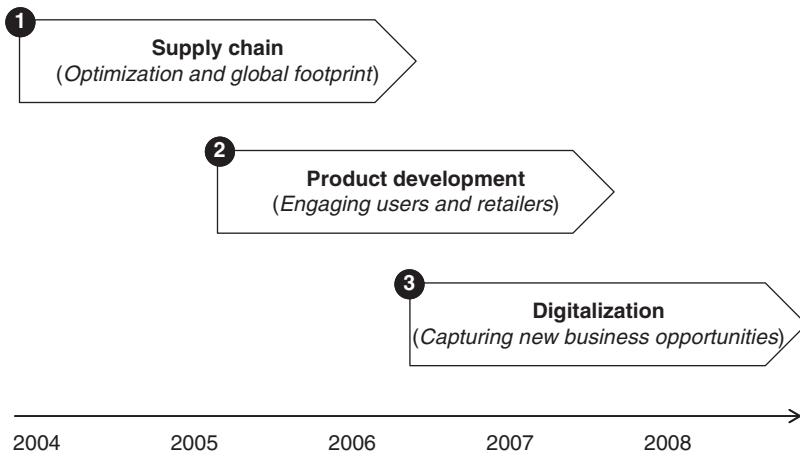 1
Supply chain
(Optimization and global footprint)
2
Product development
(Engaging users and retailers)
3
Digitalization
(Capturing new business opportunities)
2004 2005 2006 2007 2008